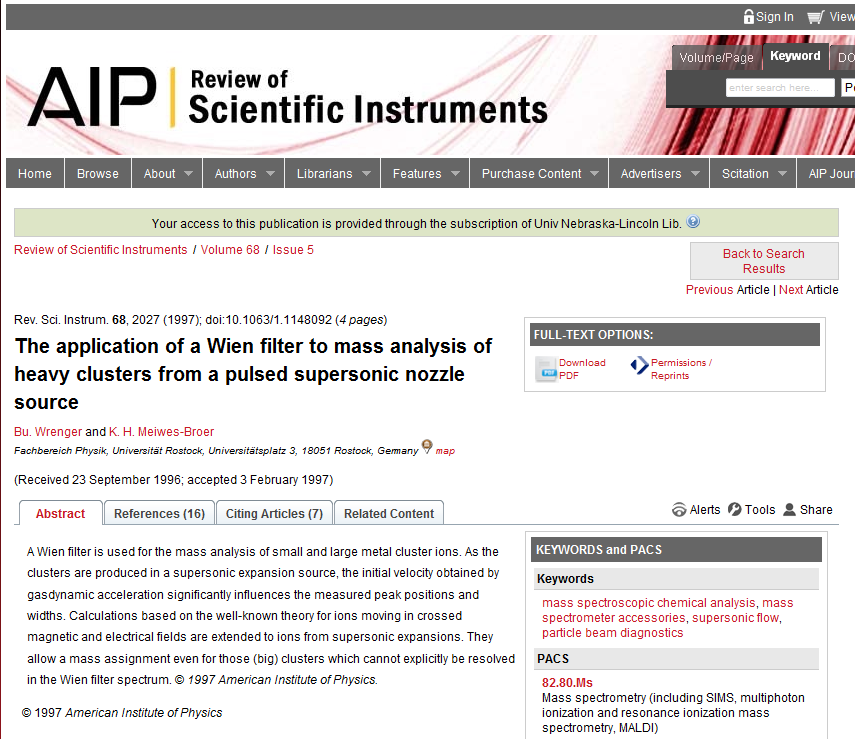 Sign In View
AIP Review of
Scientific Instruments
Volume/Page Keyword DO
enter search here... P
Home Browse About Authors Librarians Features Purchase Content Advertisers Scitation AIP Jour
Your access to this publication is provided through the subscription of Univ Nebraska-Lincoln Lib. ?
Review of Scientific Instruments / Volume 68 / Issue 5
Back to Search
Results
Previous Article | Next Article
Rev. Sci. Instrum. 68, 2027 (1997); doi:10.1063/1.1148092 (4 pages)
The application of a Wien filter to mass analysis of
heavy clusters from a pulsed supersonic nozzle
source
Bu. Wrenger and K. H. Meiwes-Broer
Fachbereich Physik, Universität Rostock, Universitätsplatz 3, 18051 Rostock, Germany map
(Received 23 September 1996; accepted 3 February 1997)
FULL-TEXT OPTIONS:
Download
PDF
Permissions /
Reprints
Abstract References (16) Citing Articles (7) Related Content
Alerts Tools Share
A Wien filter is used for the mass analysis of small and large metal cluster ions. As the
clusters are produced in a supersonic expansion source, the initial velocity obtained by
gasdynamic acceleration significantly influences the measured peak positions and
widths. Calculations based on the well-known theory for ions moving in crossed
magnetic and electrical fields are extended to ions from supersonic expansions. They
allow a mass assignment even for those (big) clusters which cannot explicitly be resolved
in the Wien filter spectrum. © 1997 American Institute of Physics.
© 1997 American Institute of Physics
KEYWORDS and PACS
Keywords
mass spectroscopic chemical analysis, mass
spectrometer accessories, supersonic flow,
particle beam diagnostics
PACS
82.80.Ms
Mass spectrometry (including SIMS, multiphoton
ionization and resonance ionization mass
spectrometry, MALDI)